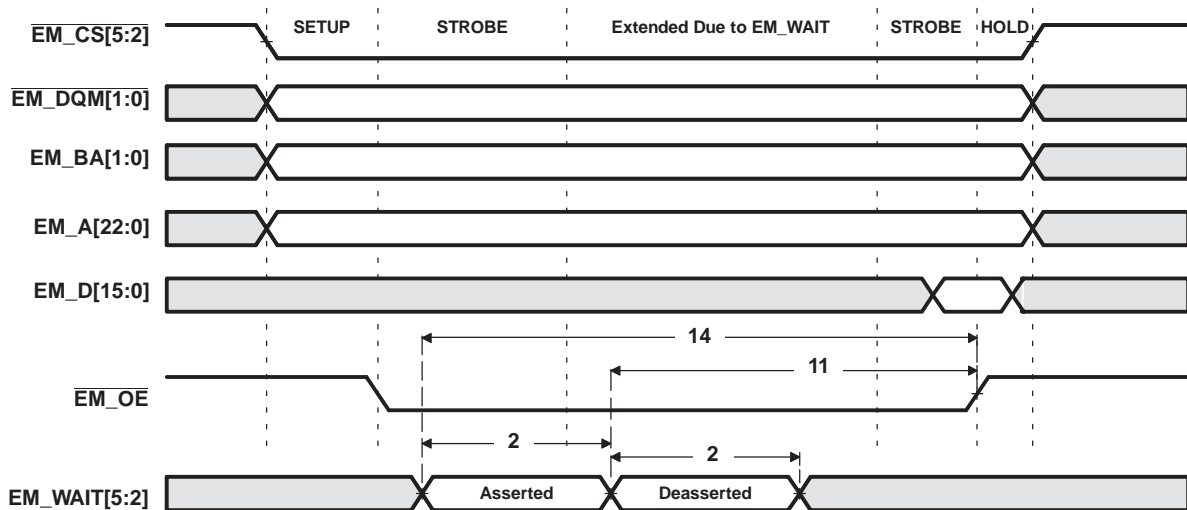 SETUP STROBE Extended Due to EM_WAIT STROBE HOLD
EM_CS[5:2]
EM_DQM[1:0]
EM_BA[1:0]
EM_A[22:0]
EM_D[15:0]
14
11
EM_OE
2
2
EM_WAIT[5:2] Asserted Deasserted